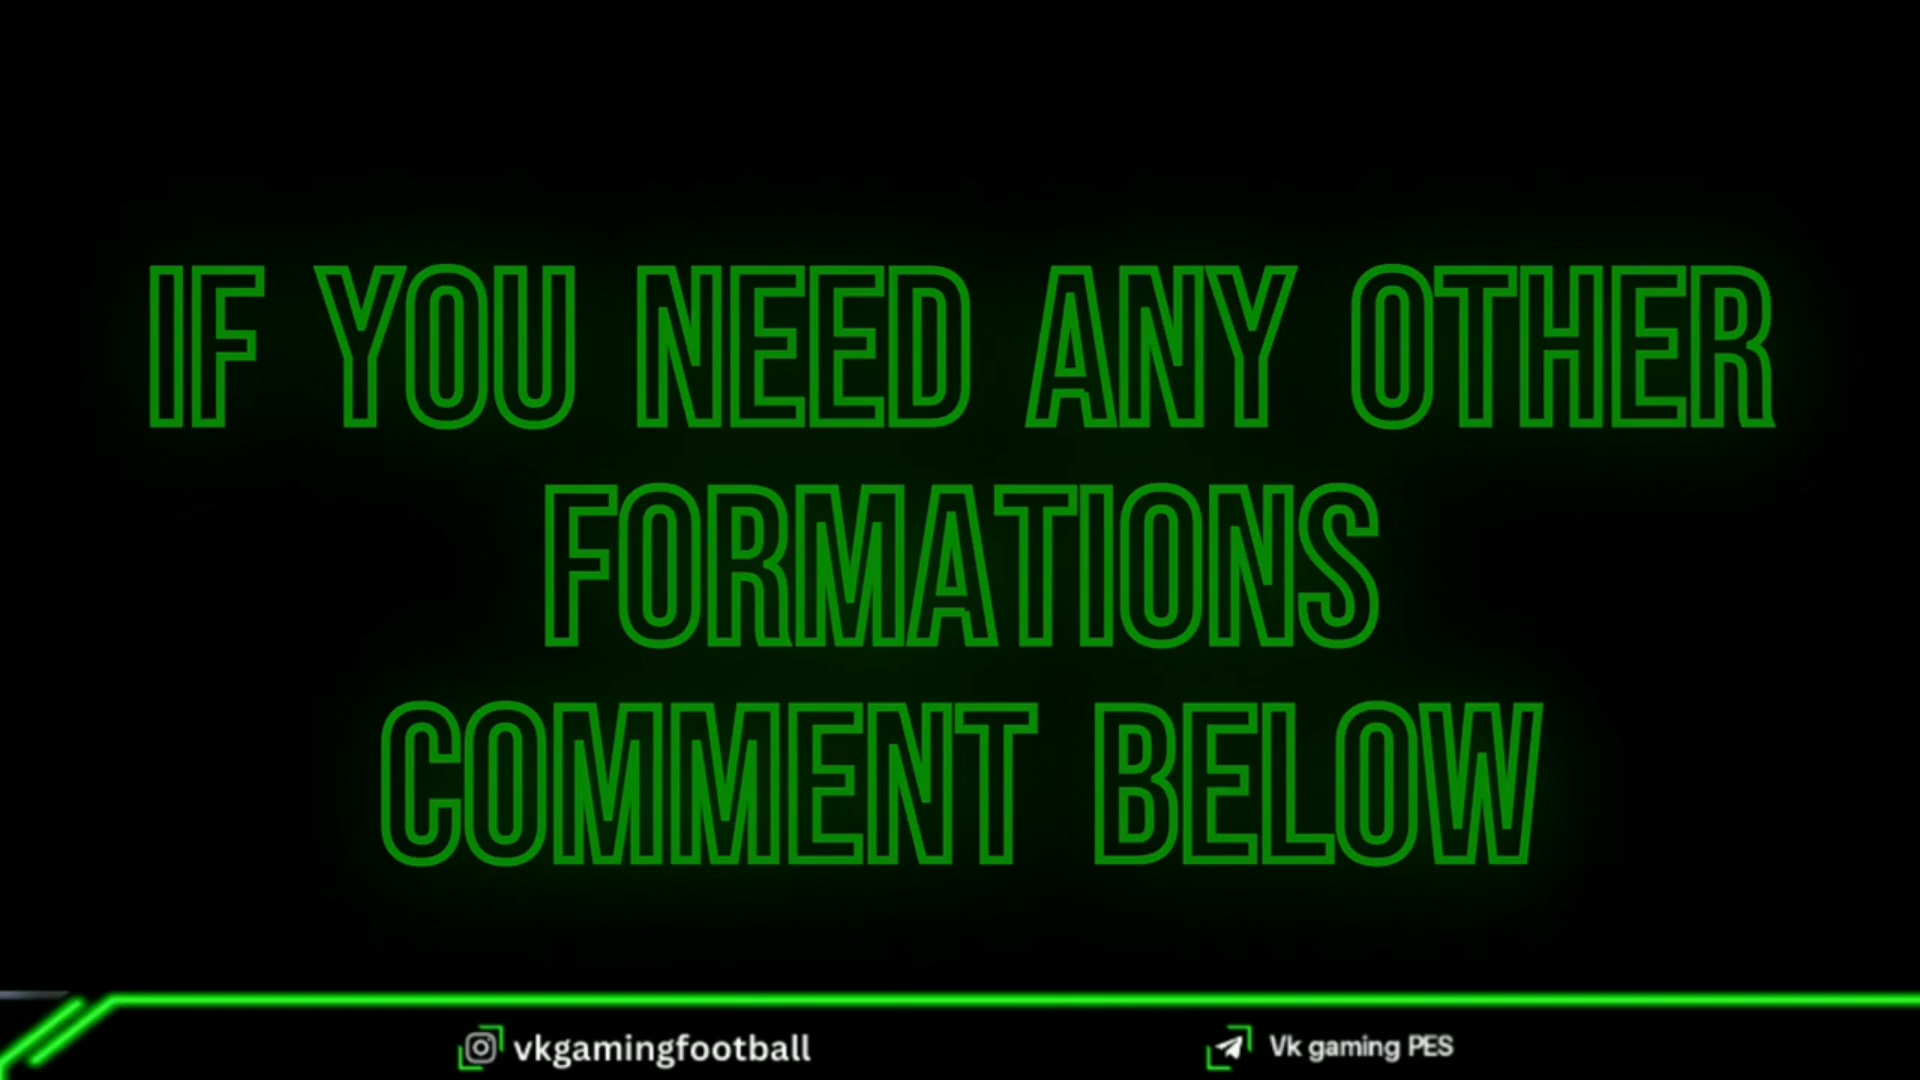 IF YOU NEED ANY OTHER
FORMATIONS
COMMENT BELOW
vkgamingfootball
Vk gaming PES